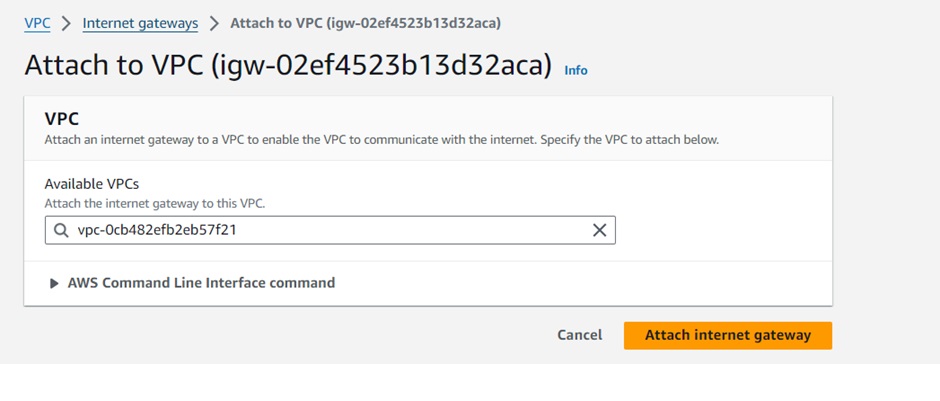 VPC > Internet gateways > Attach to VPC (igw-02ef4523b13d32aca)
Attach to VPC (igw-02ef4523b13d32aca) Info
VPC
Attach an internet gateway to a VPC to enable the VPC to communicate with the internet. Specify the VPC to attach below.
Available VPCs
Attach the internet gateway to this VPC.
vpc-0cb482efb2eb57f21
AWS Command Line Interface command
Cancel Attach internet gateway